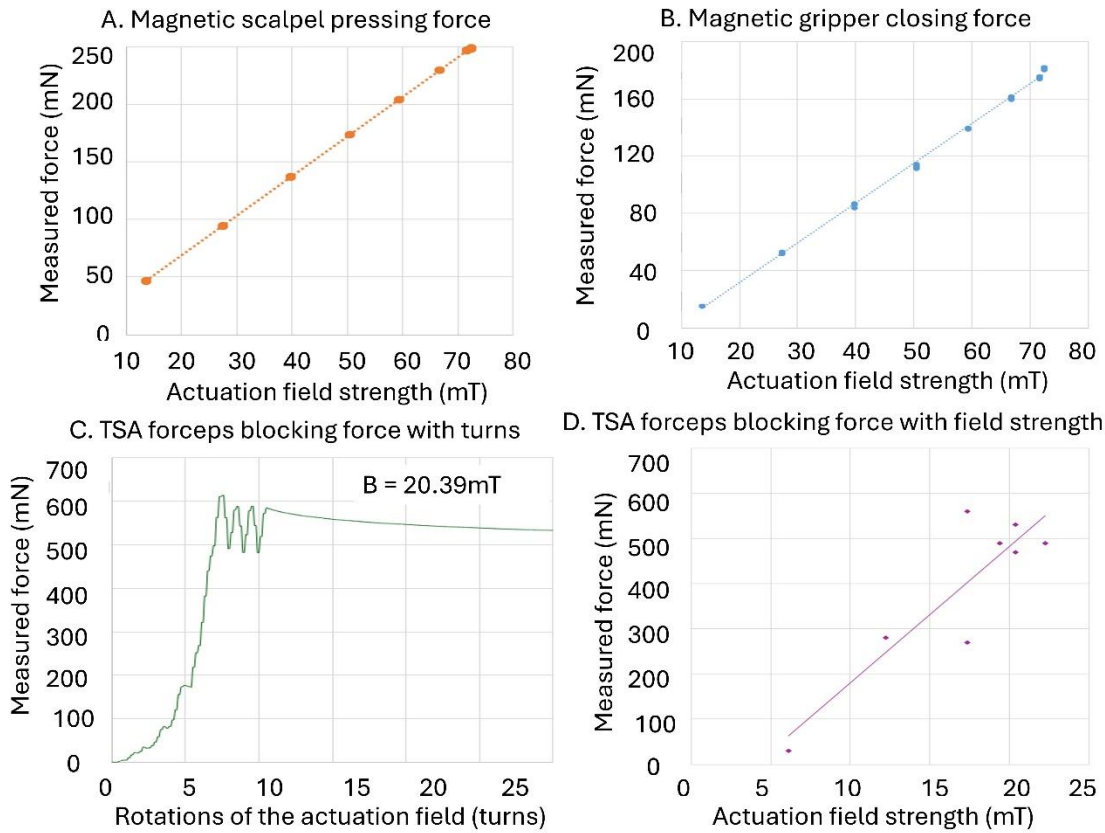 A. Magnetic scalpel pressing force
Measured force (mN)
250
200
150
100
50
0
10 20 30 40 50 60 70 80
Actuation field strength (mT)
B. Magnetic gripper closing force
Measured force (mN)
200
160
120
80
40
0
10 20 30 40 50 60 70 80
Actuation field strength (mT)
C. TSA forceps blocking force with turns
Measured force (mN)
700
600
500
400
300
200
100
0
B = 20.39mT
0 5 10 15 20 25
Rotations of the actuation field (turns)
D. TSA forceps blocking force with field strength
Measured force (mN)
700
600
500
400
300
200
100
0
0 5 10 15 20 25
Actuation field strength (mT)